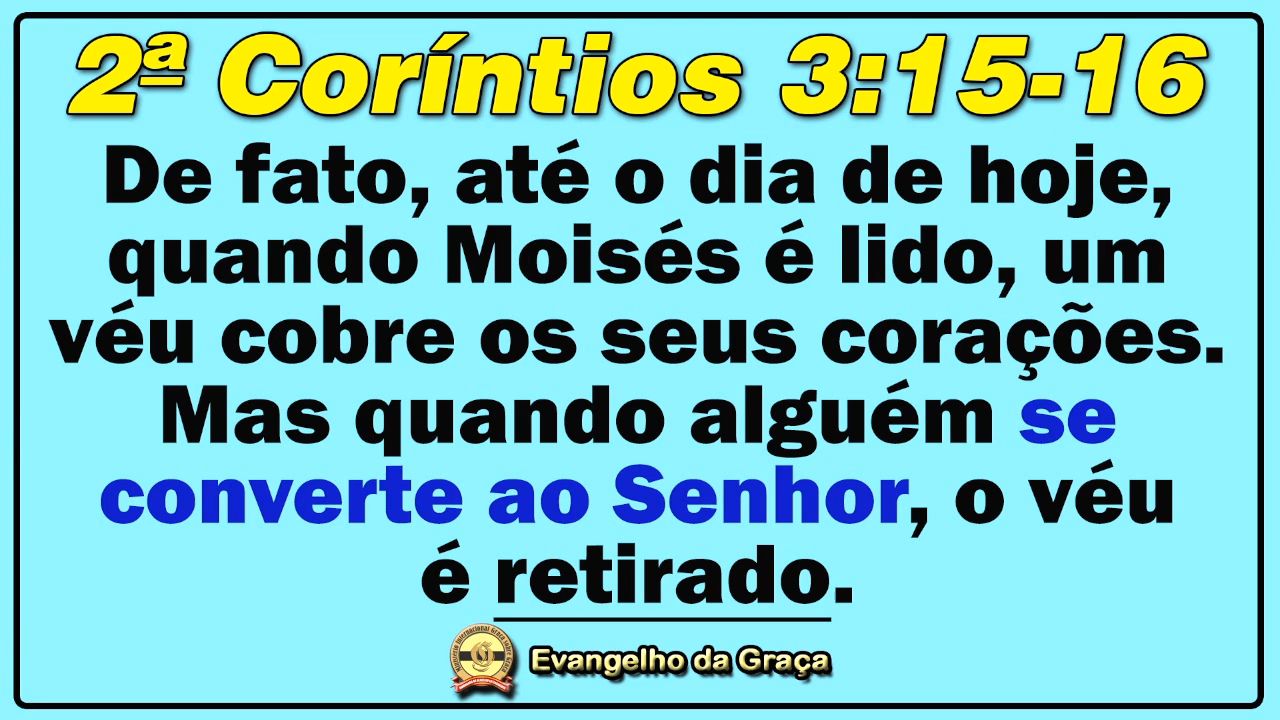 2ª Coríntios 3:15-16
De fato, até o dia de hoje,
quando Moisés é lido, um
véu cobre os seus corações.
Mas quando alguém se
converte ao Senhor, o véu
é retirado.
Evangelho da Graça